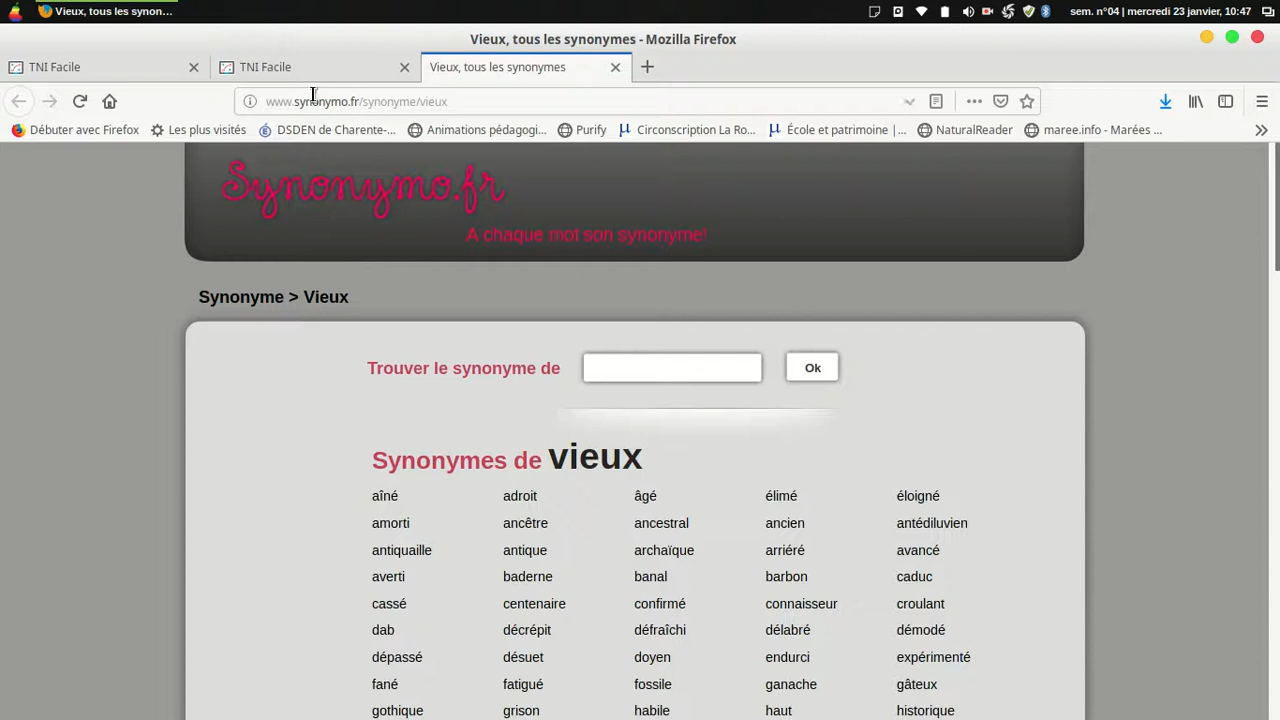 Vieux, tous les synon...
sem. n°04 | mercredi 23 janvier, 10:47
Vieux, tous les synonymes - Mozilla Firefox
TNI Facile
TNI Facile
Vieux, tous les synonymes
www.synonymo.fr/synonyme/vieux
Débuter avec Firefox
Les plus visités
DSDEN de Charente-...
Animations pédagogi...
Purify
Circonscription La Ro...
École et patrimoine |...
NaturalReader
maree.info - Marées ...
Synonymo.fr
A chaque mot son synonyme!
Synonyme > Vieux
Trouver le synonyme de
Ok
Synonymes de vieux
aîné adroit âgé élimé éloigné
amorti ancêtre ancestral ancien antédiluvien
antiquaille antique archaïque arriéré avancé
averti baderne banal barbon caduc
cassé centenaire confirmé connaisseur croulant
dab décrépit défraîchi délabré démodé
dépassé désuet doyen endurci expérimenté
fané fatigué fossile ganache gâteux
gothique grison habile haut historique